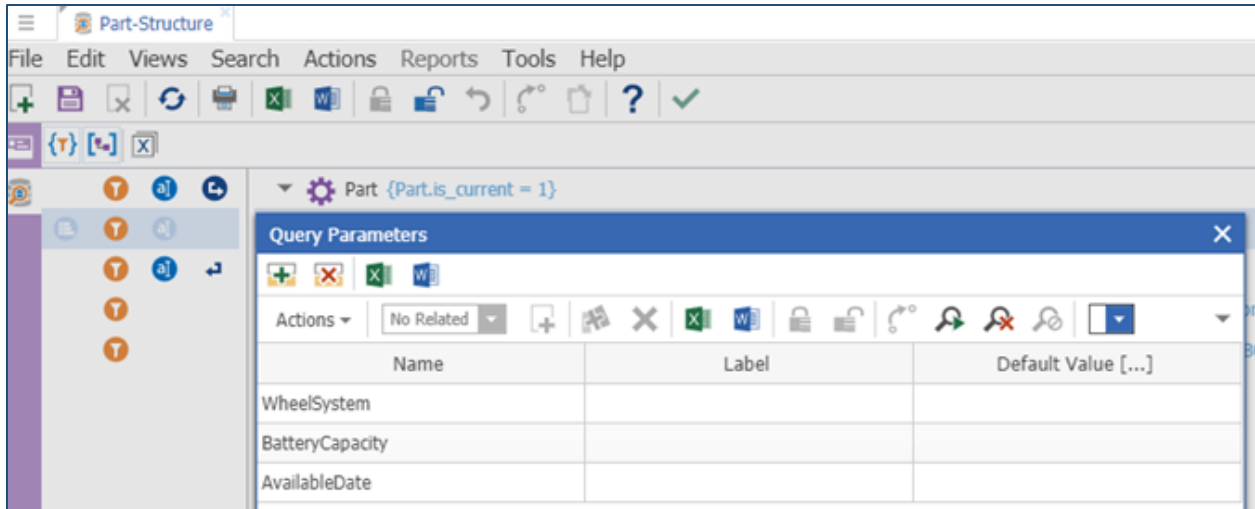 Part-Structure
File Edit Views Search Actions Reports Tools Help
Part {Part.is_current = 1}
Query Parameters
Actions No Related
Name Label Default Value [...]
WheelSystem
BatteryCapacity
AvailableDate